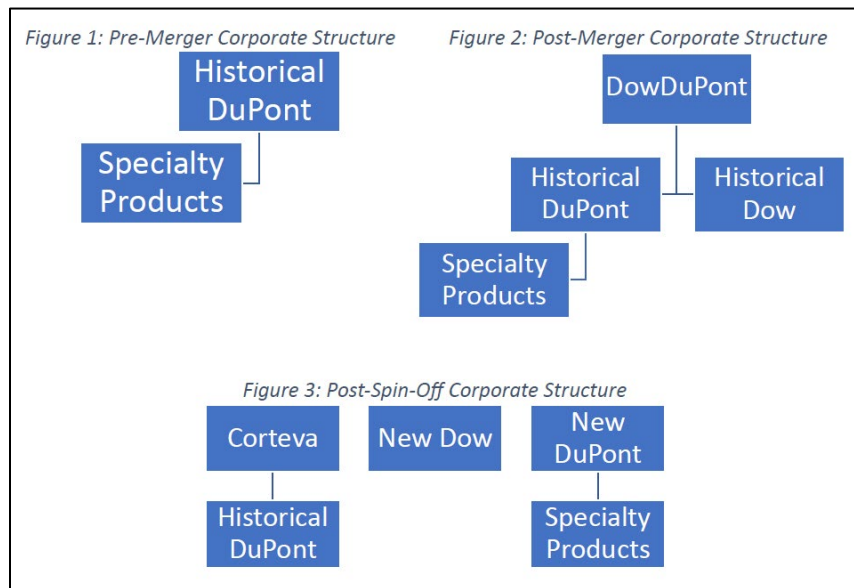 Figure 1: Pre-Merger Corporate Structure
Historical
DuPont
Specialty
Products
Figure 2: Post-Merger Corporate Structure
DowDuPont
Historical
DuPont
Historical
Dow
Specialty
Products
Figure 3: Post-Spin-Off Corporate Structure
Corteva
New Dow
New
DuPont
Historical
DuPont
Specialty
Products